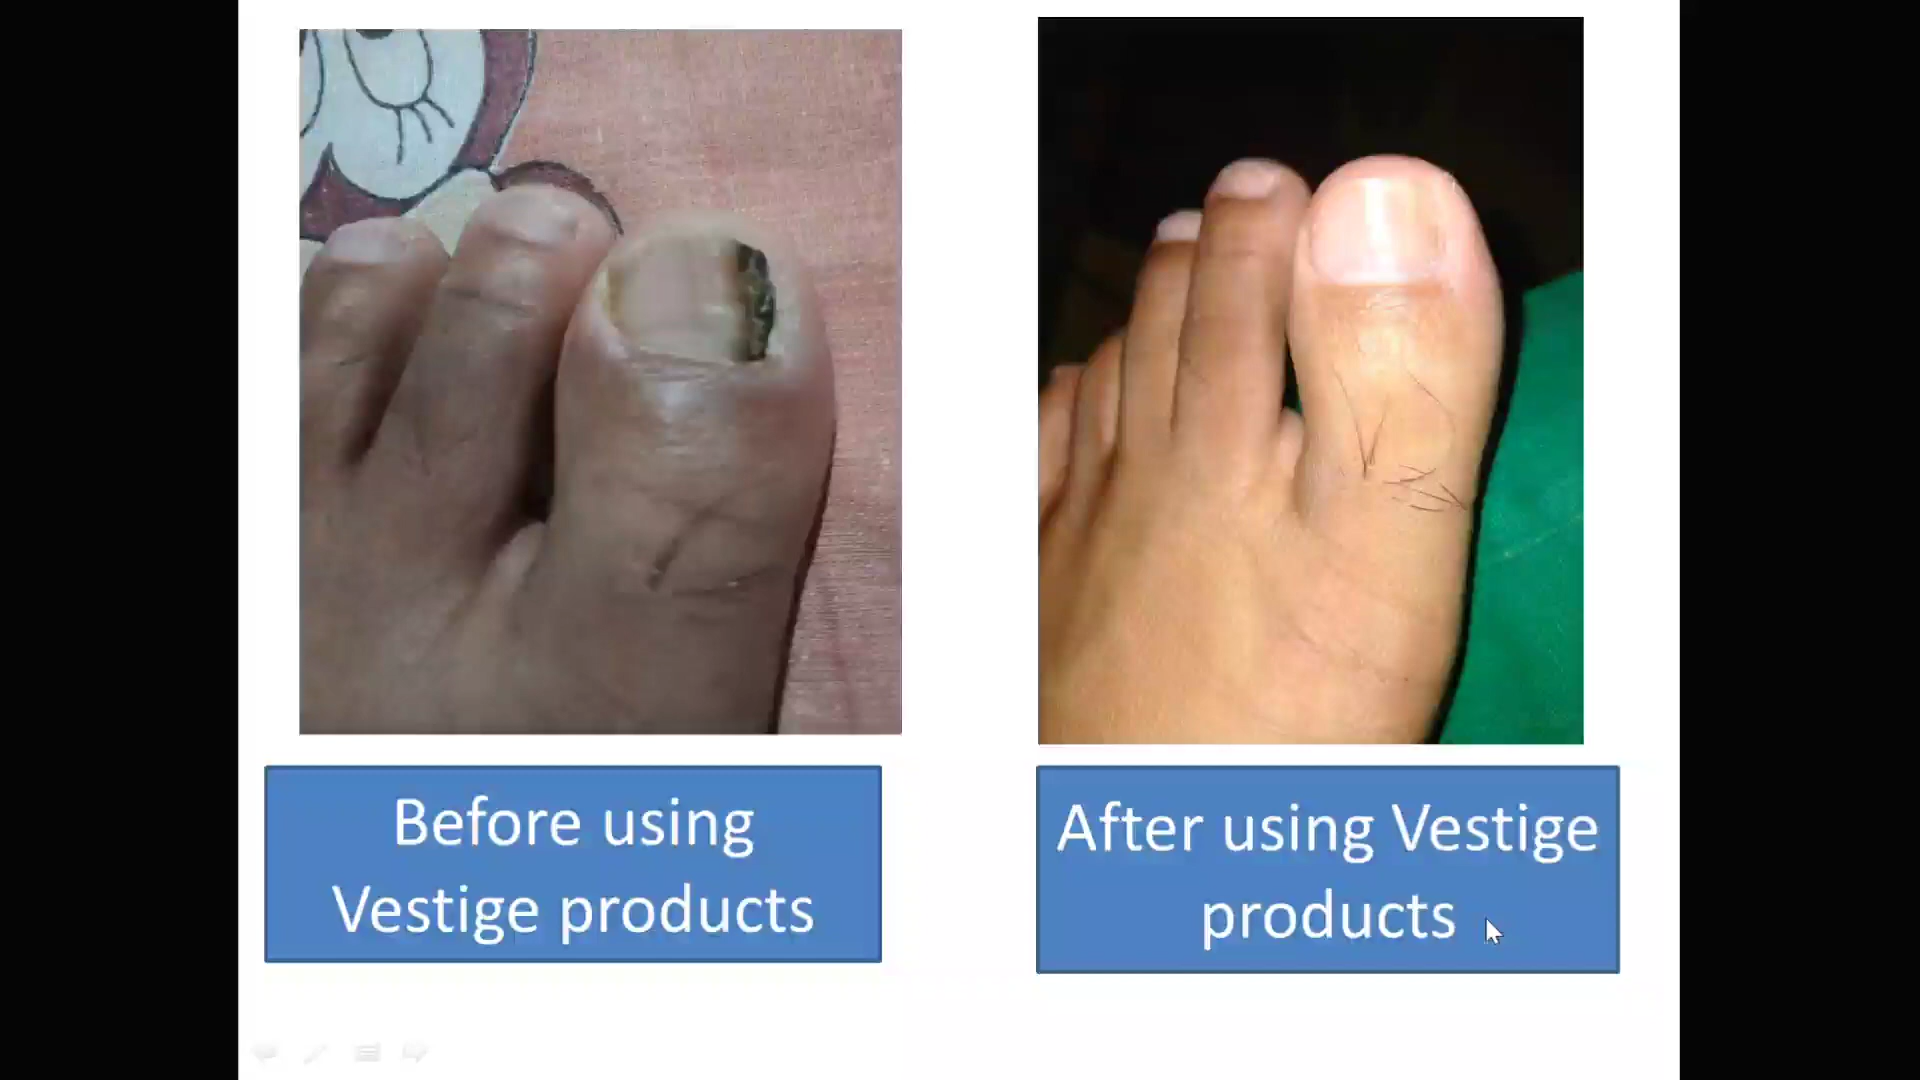 Before using
Vestige products
After using Vestige
products